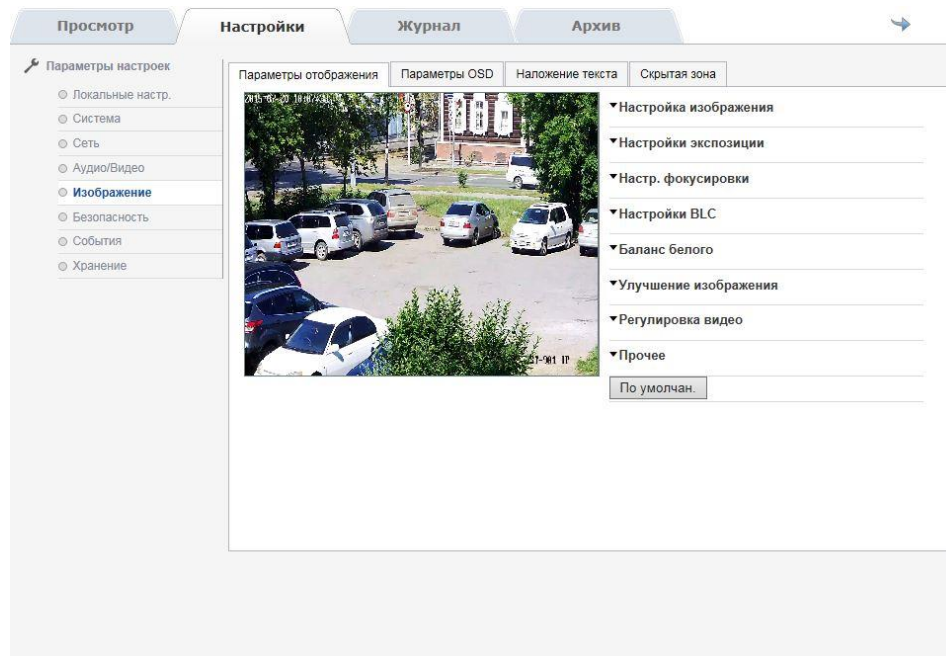 Просмотр
Настройки
Журнал
Архив
Параметры настроек
Локальные настр.
Система
Сеть
Аудио/Видео
Изображение
Безопасность
События
Хранение
Параметры отображения
Параметры OSD
Наложение текста
Скрытая зона
Настройка изображения
Настройки экспозиции
Настр. фокусировки
Настройки BLC
Баланс белого
Улучшение изображения
Регулировка видео
Прочее
По умолчан.